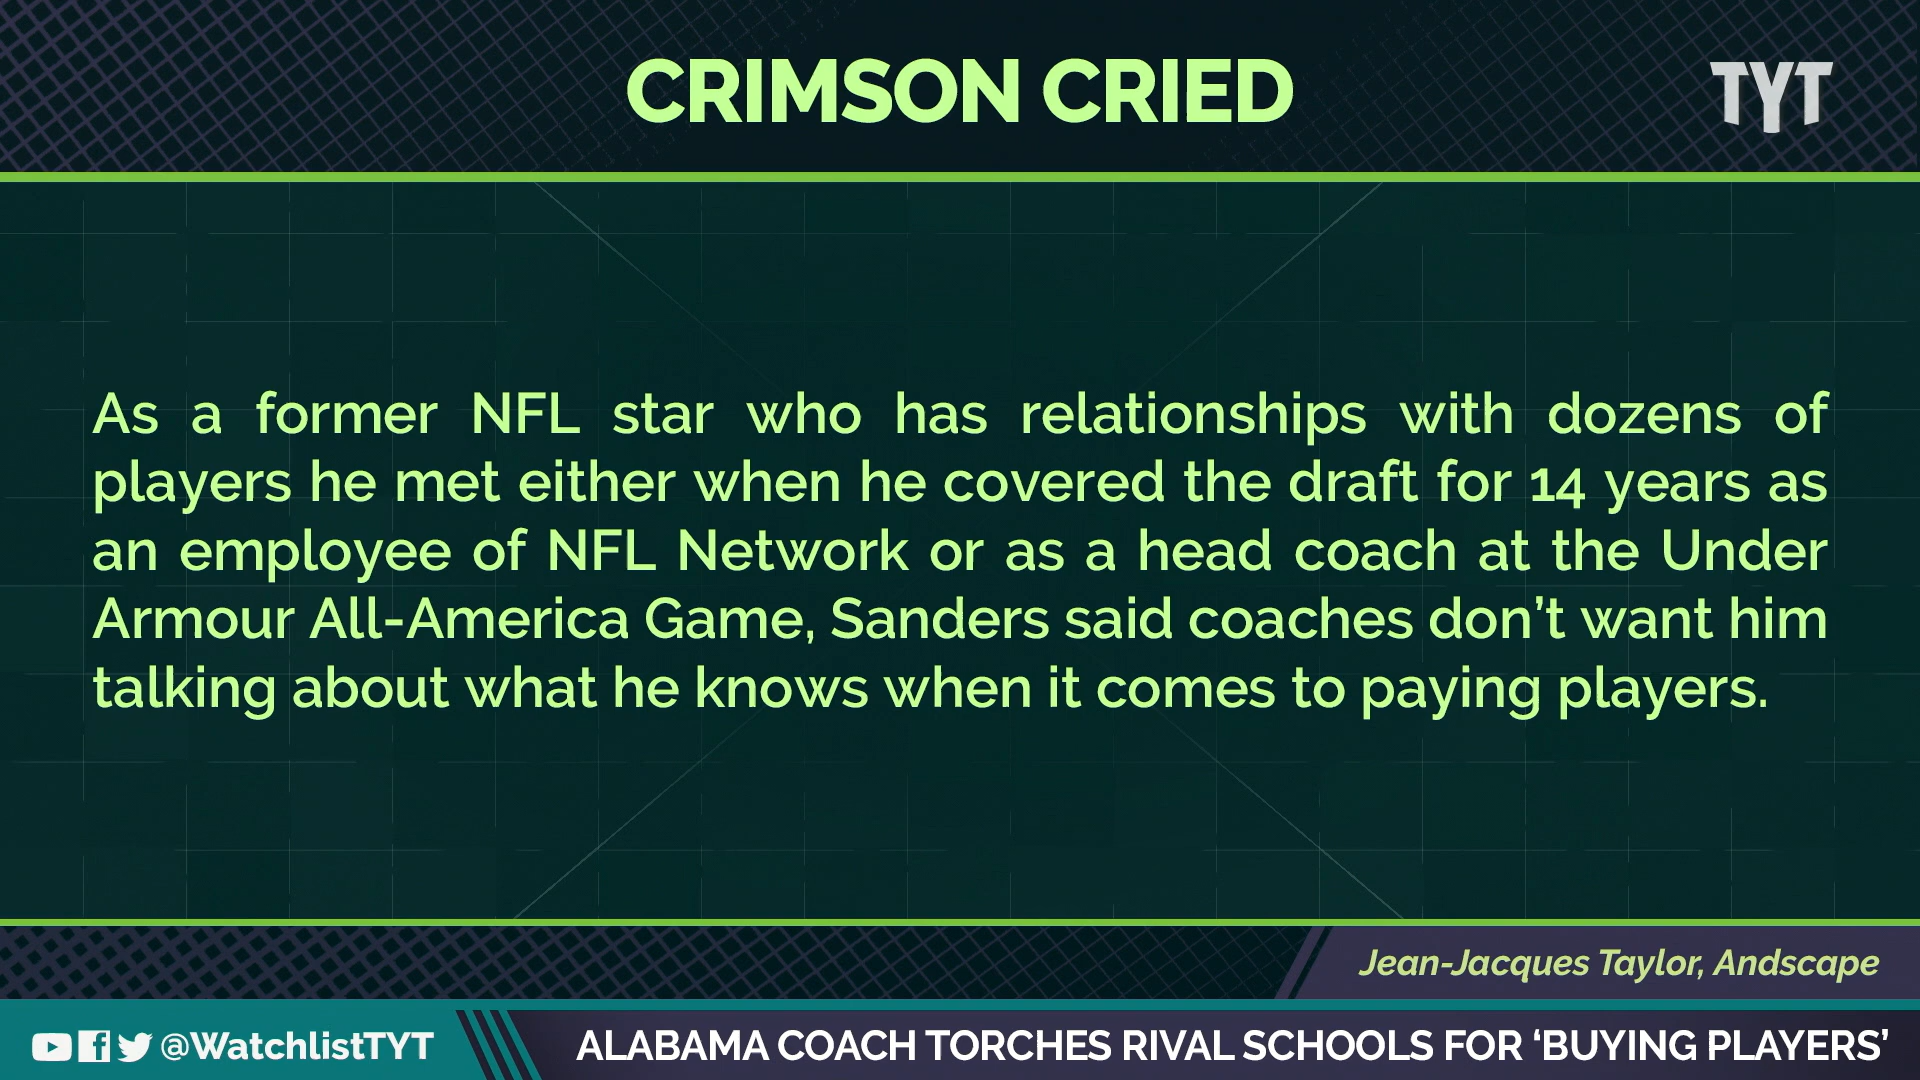 CRIMSON CRIED
TYT
As a former NFL star who has relationships with dozens of
players he met either when he covered the draft for 14 years as
an employee of NFL Network or as a head coach at the Under
Armour All-America Game, Sanders said coaches don’t want him
talking about what he knows when it comes to paying players.
Jean-Jacques Taylor, Andscape
@WatchlistTYT
ALABAMA COACH TORCHES RIVAL SCHOOLS FOR ‘BUYING PLAYERS’